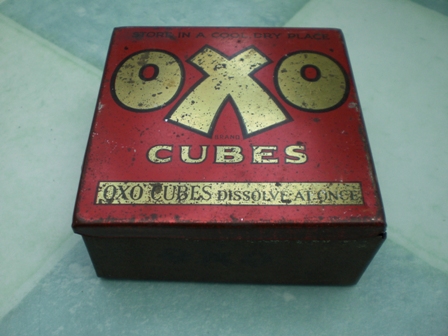 STORE IN A COOL DRY PLACE
OXO
BRAND
CUBES
OXO CUBES DISSOLVE AT ONCE